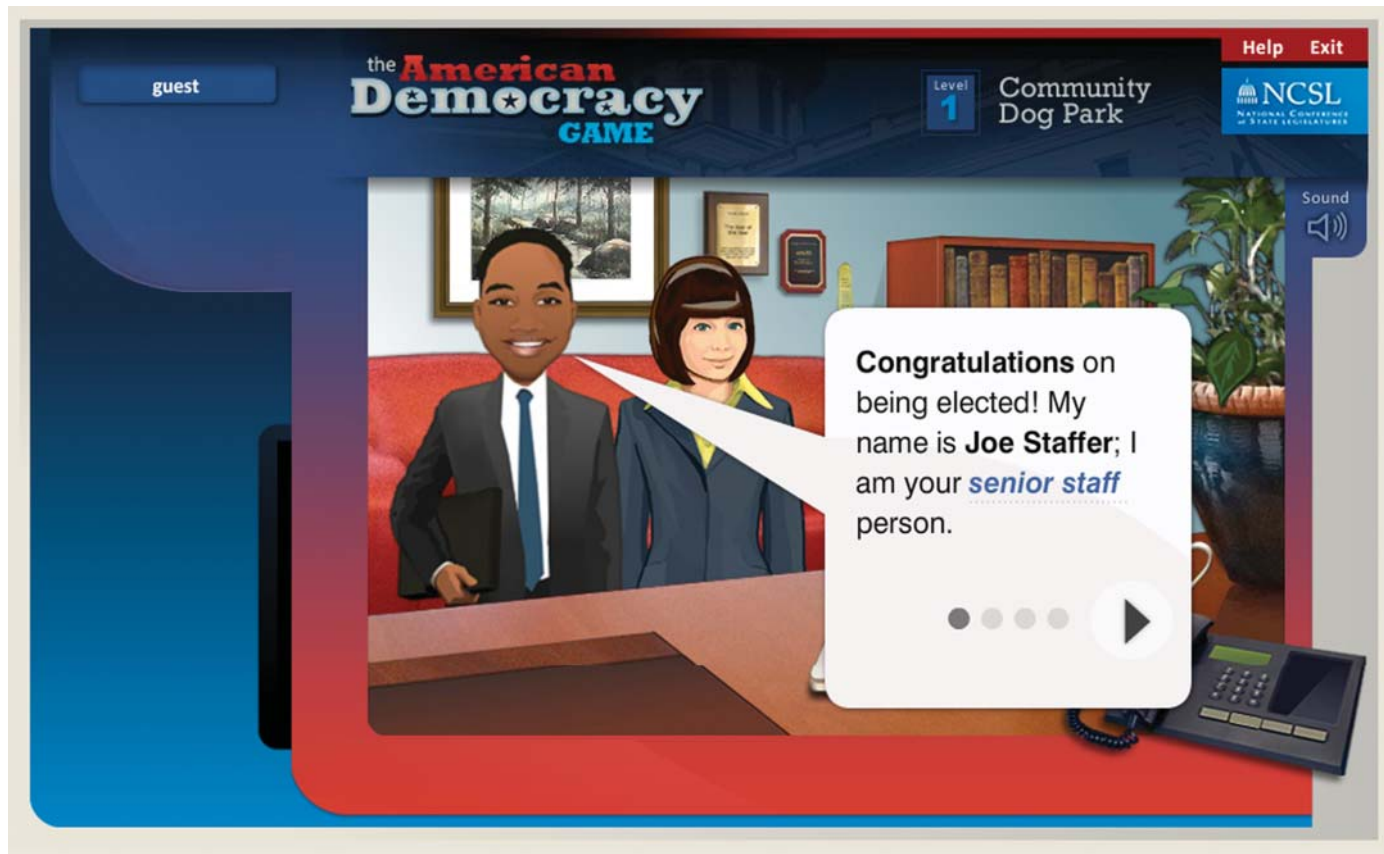 guest
the American
Democracy
GAME
Level
1
Community
Dog Park
Help Exit
NCSL
NATIONAL CONFERENCE
of STATE LEGISLATURES
Sound
Congratulations on
being elected! My
name is Joe Staffer; I
am your senior staff
person.